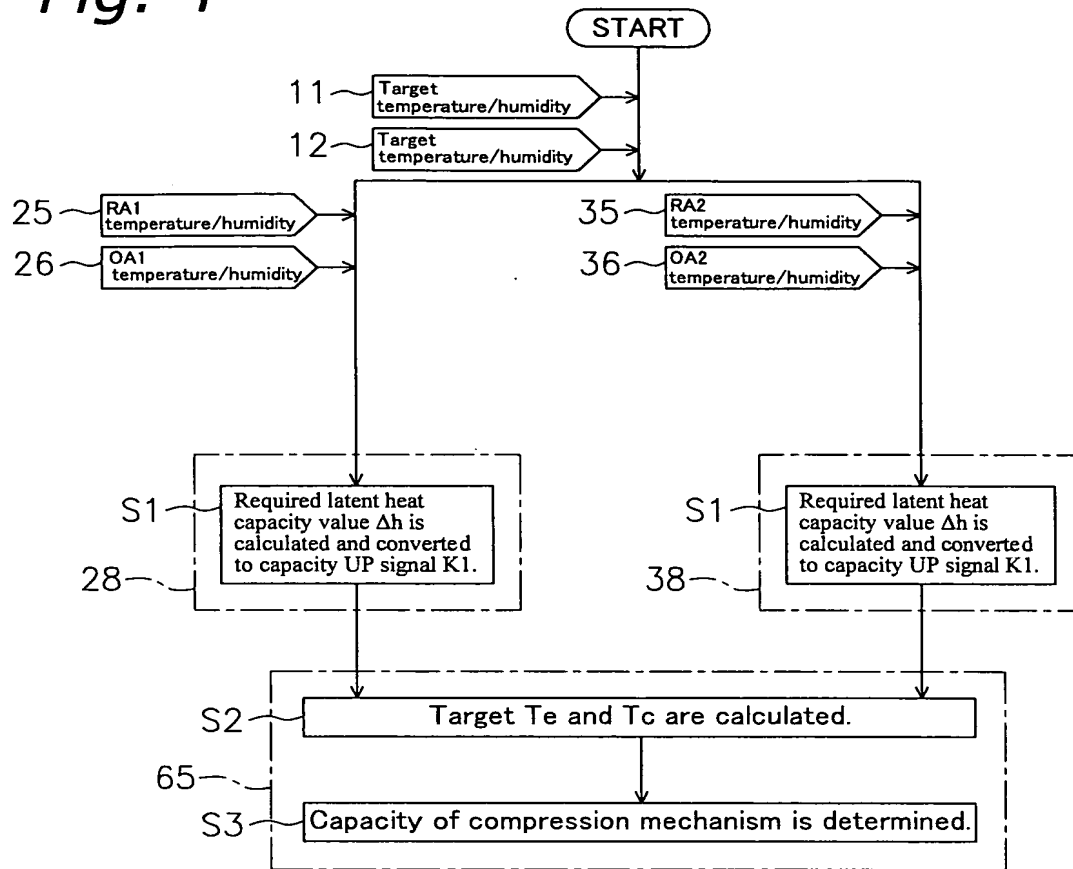 START
11
Target
temperature/humidity
12
Target
temperature/humidity
25
RA1
temperature/humidity
35
RA2
temperature/humidity
26
OA1
temperature/humidity
36
OA2
temperature/humidity
S1
Required latent heat
capacity value Δh is
calculated and converted
to capacity UP signal K1.
28
S1
Required latent heat
capacity value Δh is
calculated and converted
to capacity UP signal K1.
38
S2
Target Te and Tc are calculated.
65
S3
Capacity of compression mechanism is determined.